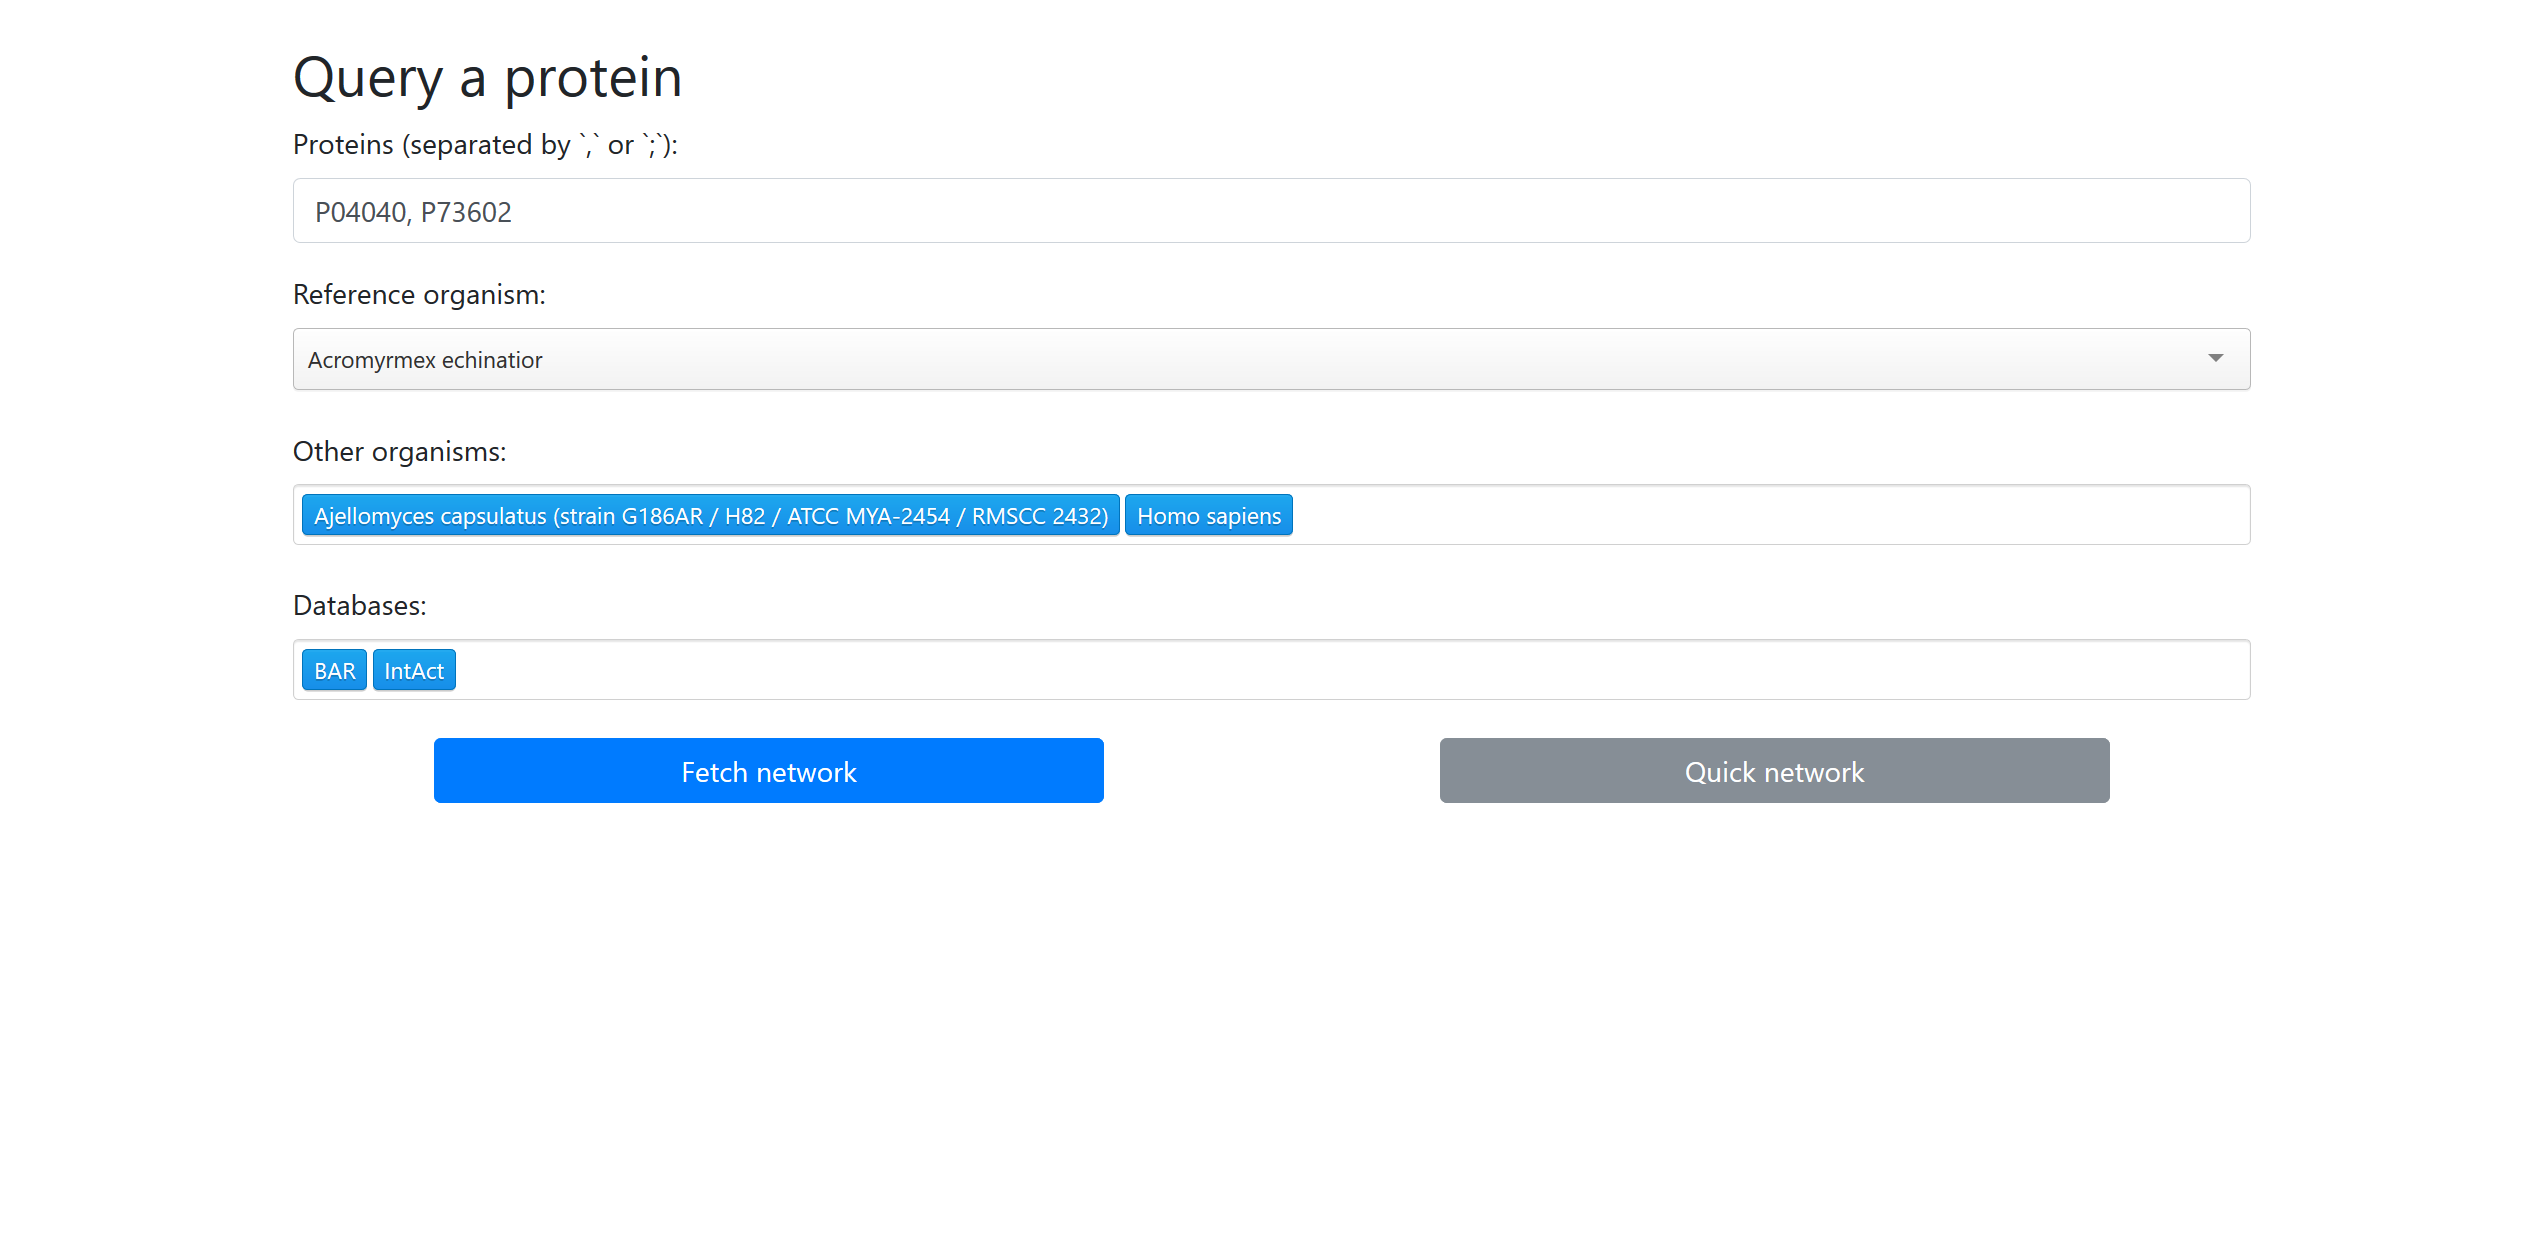 Query a protein
Proteins (separated by `,` or `;`):
P04040, P73602
Reference organism:
Acromyrmex echinatior
Other organisms:
Ajellomyces capsulatus (strain G186AR / H82 / ATCC MYA-2454 / RMSCC 2432) Homo sapiens
Databases:
BAR IntAct
Fetch network Quick network